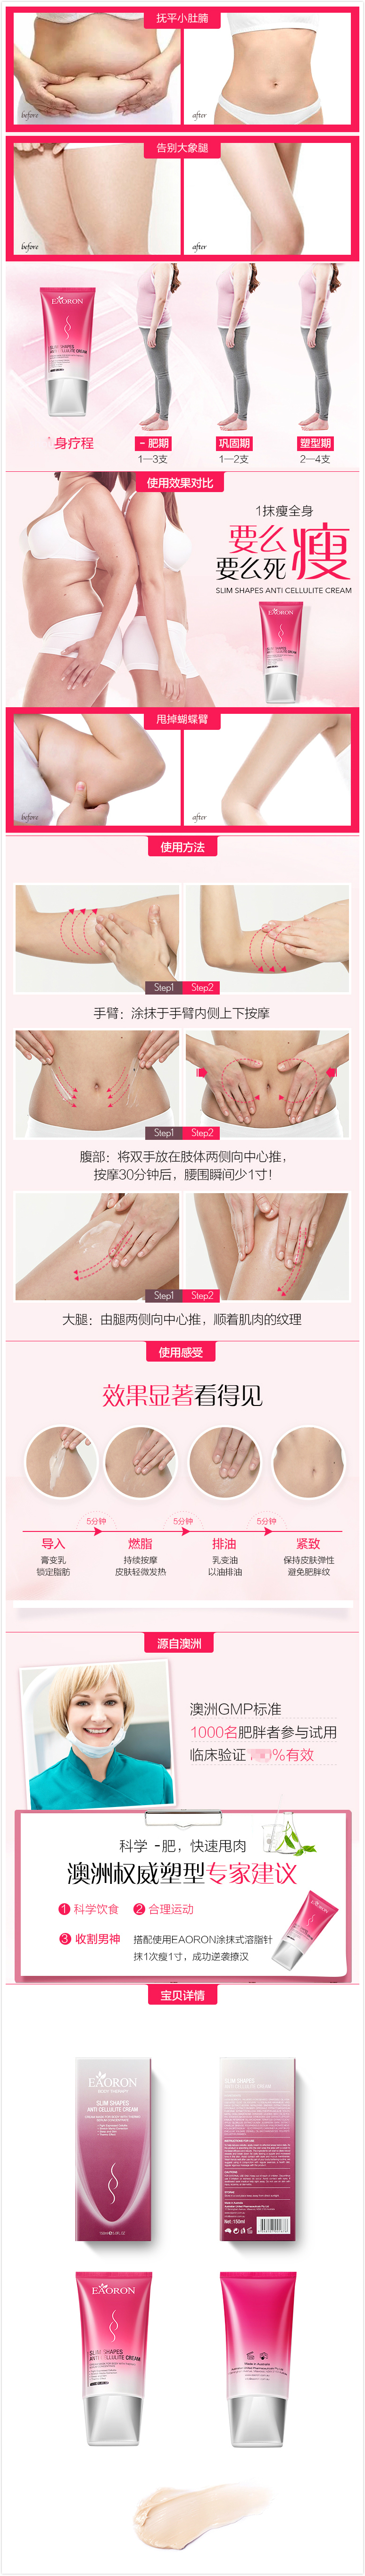 抚平小肚腩
before
after
告别大象腿
before
after
EAORON
SLIM SHAPES
ANTI CELLULITE CREAM
身疗程
- 肥期
巩固期
塑型期
1—3支
1—2支
2—4支
使用效果对比
1抹瘦全身
要么瘦
要么死
SLIM SHAPES ANTI CELLULITE CREAM
EAORON
SLIM SHAPES
ANTI CELLULITE CREAM
甩掉蝴蝶臂
before
after
使用方法
Step1 Step2
手臂：涂抹于手臂内侧上下按摩
Step1 Step2
腹部：将双手放在肢体两侧向中心推，
按摩30分钟后，腰围瞬间少1寸！
Step1 Step2
大腿：由腿两侧向中心推，顺着肌肉的纹理
使用感受
效果显著看得见
5分钟
5分钟
5分钟
导入
燃脂
排油
紧致
膏变乳
锁定脂肪
持续按摩
皮肤轻微发热
乳变油
以油排油
保持皮肤弹性
避免肥胖纹
源自澳洲
澳洲GMP标准
1000名肥胖者参与试用
临床验证 %有效
科学 -肥，快速甩肉
澳洲权威塑型专家建议
1 科学饮食
2 合理运动
3 收割男神
搭配使用EAORON涂抹式溶脂针
抹1次瘦1寸，成功逆袭撩汉
EAORON
宝贝详情
EAORON
BODY THERAPY
SLIM SHAPES
ANTI CELLULITE CREAM
SLIM SHAPES
ANTI CELLULITE CREAM
Net: 150ml
EAORON
SLIM SHAPES
ANTI CELLULITE CREAM